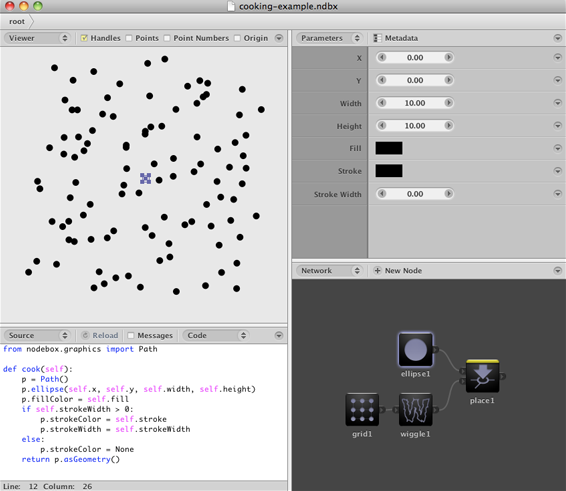 cooking-example.ndbx
root
Viewer Handles Points Point Numbers Origin
Parameters Metadata
X 0.00
Y 0.00
Width 10.00
Height 10.00
Fill
Stroke
Stroke Width 0.00
Network New Node
ellipse1
place1
grid1
wiggle1
Source Reload Messages Code
from nodebox.graphics import Path
def cook(self):
p = Path()
p.ellipse(self.x, self.y, self.width, self.height)
p.fillColor = self.fill
if self.strokeWidth > 0:
p.strokeColor = self.stroke
p.strokeWidth = self.strokeWidth
else:
p.strokeColor = None
return p.asGeometry()
Line: 12 Column: 26